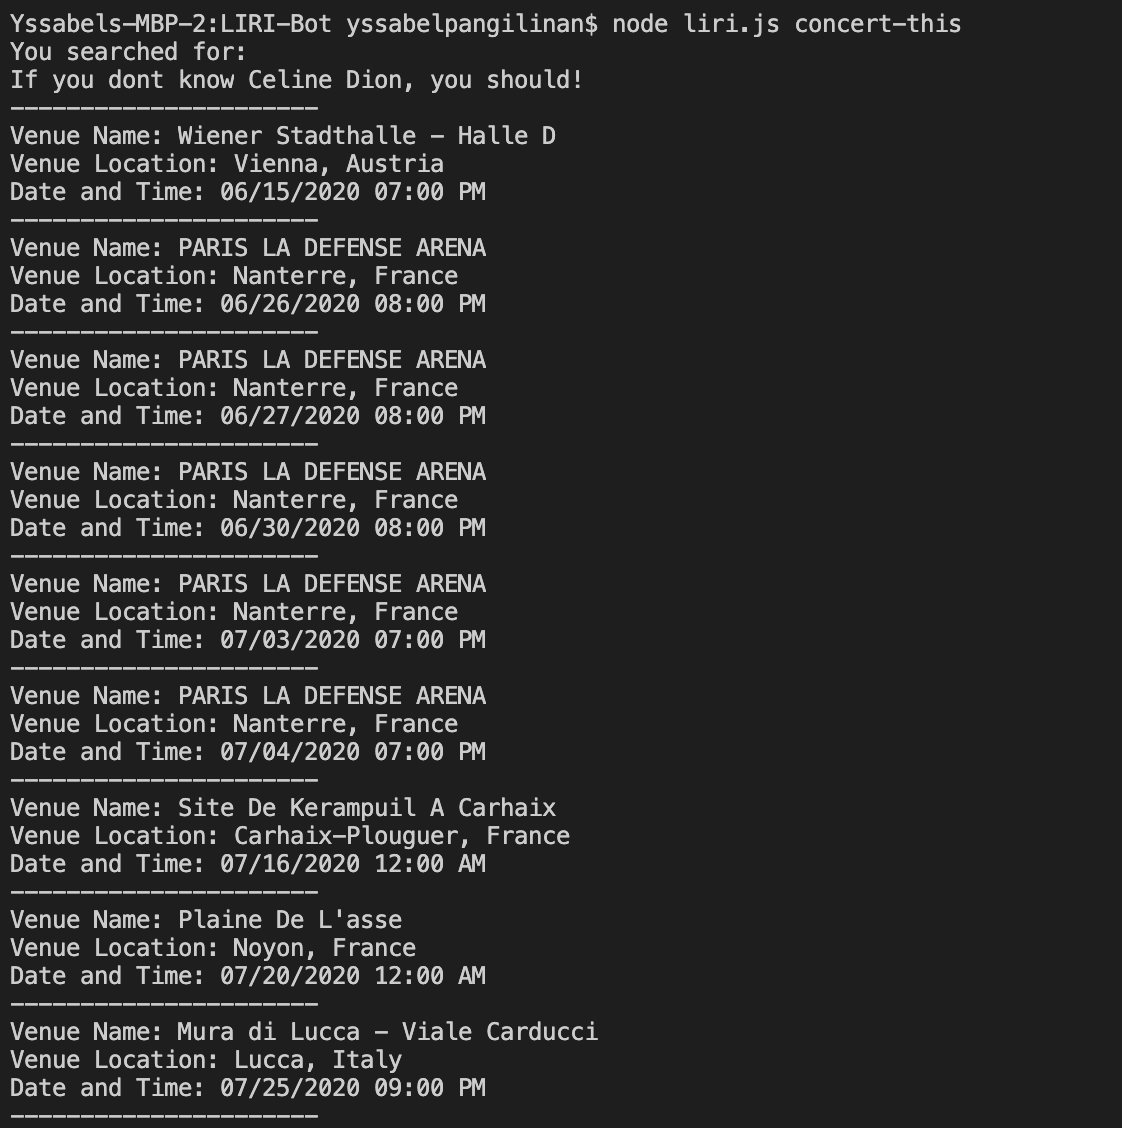 Yssabels-MBP-2:LIRI-Bot yssabelpangilinan$ node liri.js concert-this
You searched for:
If you dont know Celine Dion, you should!
----------------------
Venue Name: Wiener Stadthalle - Halle D
Venue Location: Vienna, Austria
Date and Time: 06/15/2020 07:00 PM
----------------------
Venue Name: PARIS LA DEFENSE ARENA
Venue Location: Nanterre, France
Date and Time: 06/26/2020 08:00 PM
----------------------
Venue Name: PARIS LA DEFENSE ARENA
Venue Location: Nanterre, France
Date and Time: 06/27/2020 08:00 PM
----------------------
Venue Name: PARIS LA DEFENSE ARENA
Venue Location: Nanterre, France
Date and Time: 06/30/2020 08:00 PM
----------------------
Venue Name: PARIS LA DEFENSE ARENA
Venue Location: Nanterre, France
Date and Time: 07/03/2020 07:00 PM
----------------------
Venue Name: PARIS LA DEFENSE ARENA
Venue Location: Nanterre, France
Date and Time: 07/04/2020 07:00 PM
----------------------
Venue Name: Site De Kerampuil A Carhaix
Venue Location: Carhaix-Plouguer, France
Date and Time: 07/16/2020 12:00 AM
----------------------
Venue Name: Plaine De L'asse
Venue Location: Noyon, France
Date and Time: 07/20/2020 12:00 AM
----------------------
Venue Name: Mura di Lucca - Viale Carducci
Venue Location: Lucca, Italy
Date and Time: 07/25/2020 09:00 PM
----------------------